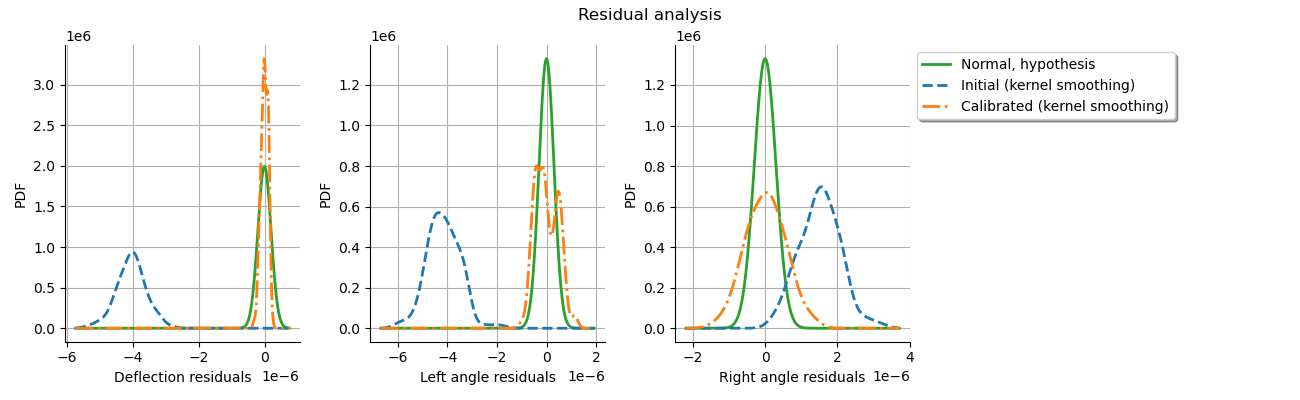 Residual analysis
1e6
3.0
2.5
2.0
1.5
1.0
0.5
0.0
PDF
−6 −4 −2 0
1e−6
Deflection residuals
1e6
1.2
1.0
0.8
0.6
0.4
0.2
0.0
PDF
−6 −4 −2 0 2
1e−6
Left angle residuals
1e6
1.2
1.0
0.8
0.6
0.4
0.2
0.0
PDF
−2 0 2 4
1e−6
Right angle residuals
Normal, hypothesis
Initial (kernel smoothing)
Calibrated (kernel smoothing)